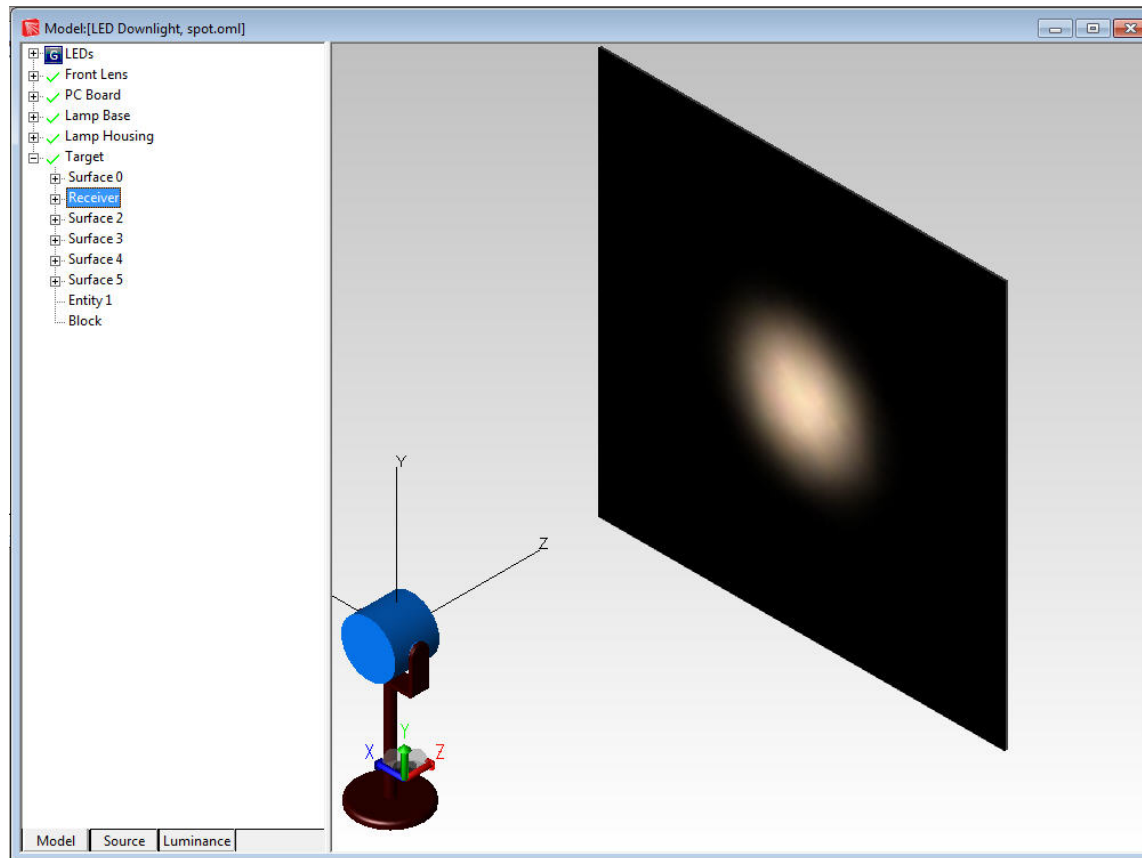 Model:[LED Downlight, spot.oml]
G LEDs
Front Lens
PC Board
Lamp Base
Lamp Housing
Target
Surface 0
Receiver
Surface 2
Surface 3
Surface 4
Surface 5
Entity 1
Block
Y
Z
Y
X Z
Model Source Luminance